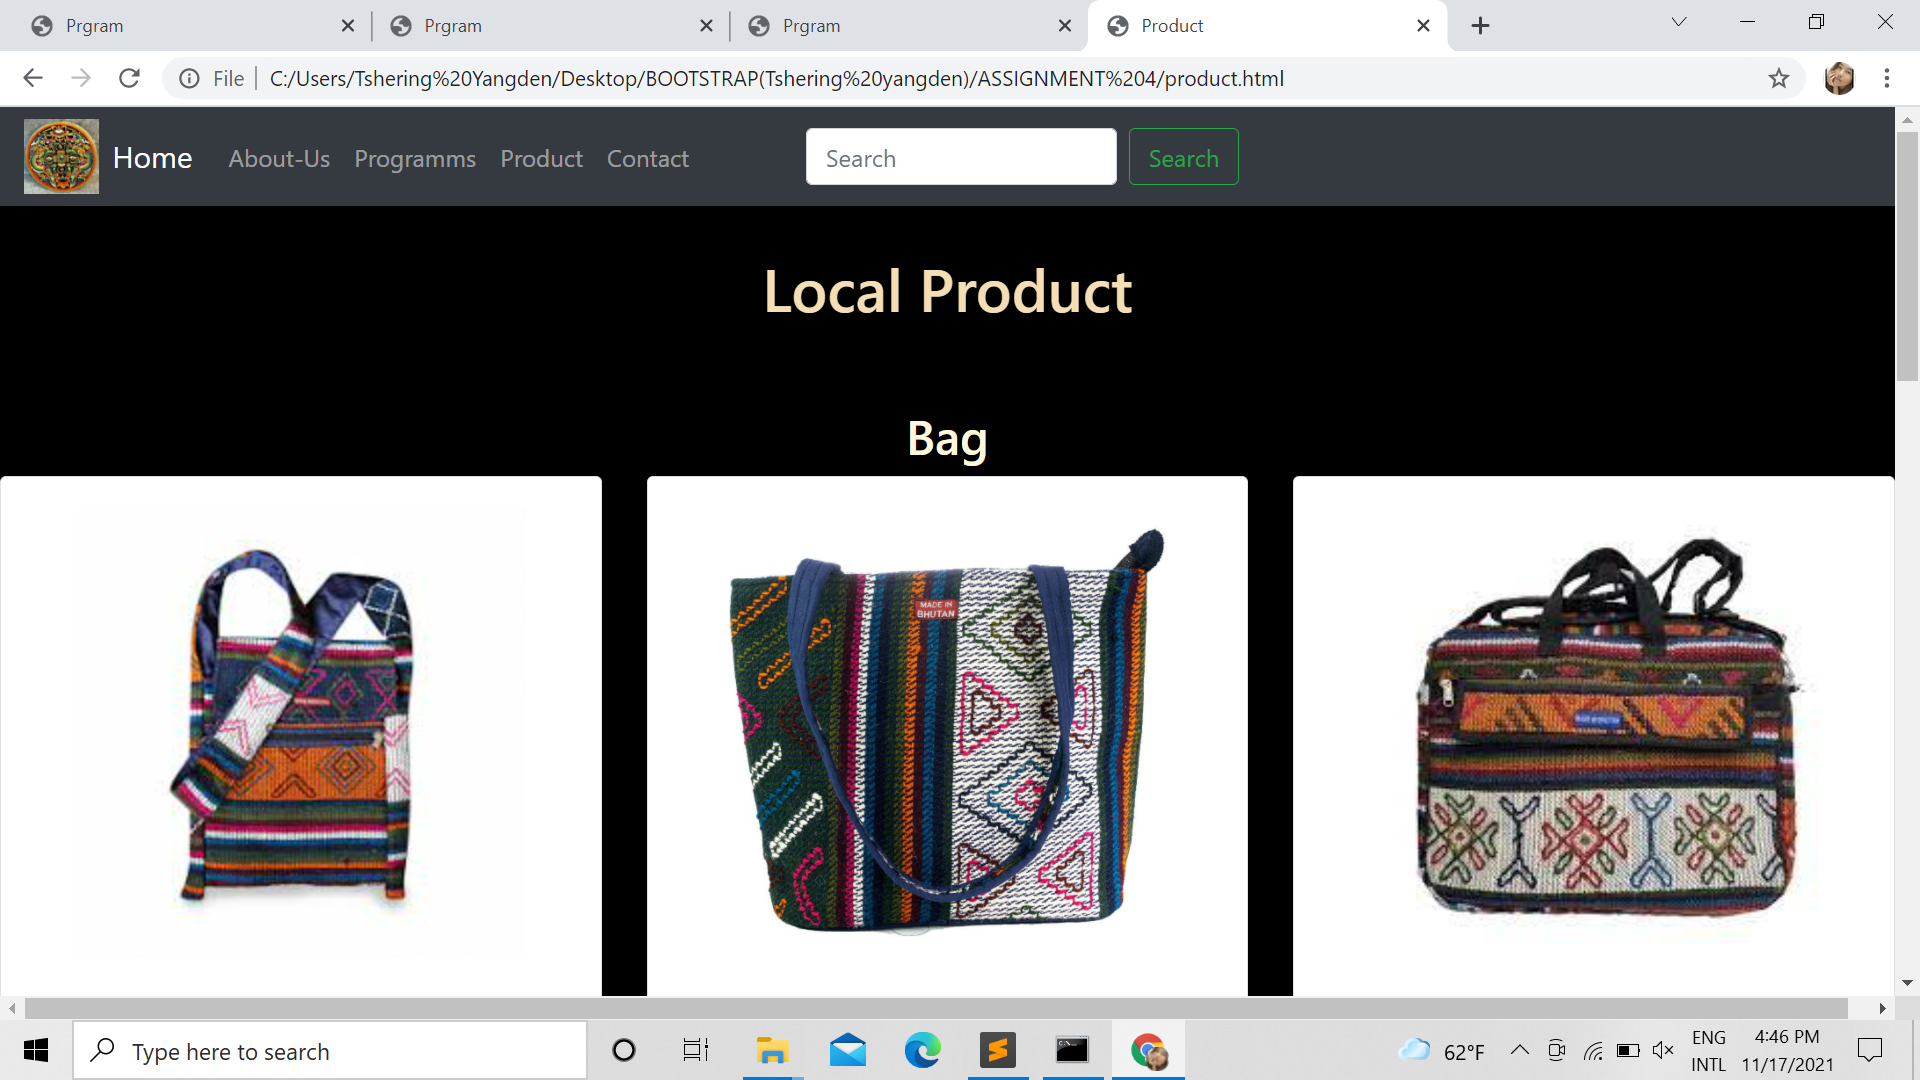 Prgram
Prgram
Prgram
Product
File
C:/Users/Tshering%20Yangden/Desktop/BOOTSTRAP(Tshering%20yangden)/ASSIGNMENT%204/product.html
Home
About-Us
Programms
Product
Contact
Search
Search
Local Product
Bag
MADE IN
BHUTAN
Type here to search
62°F
ENG
INTL
4:46 PM
11/17/2021